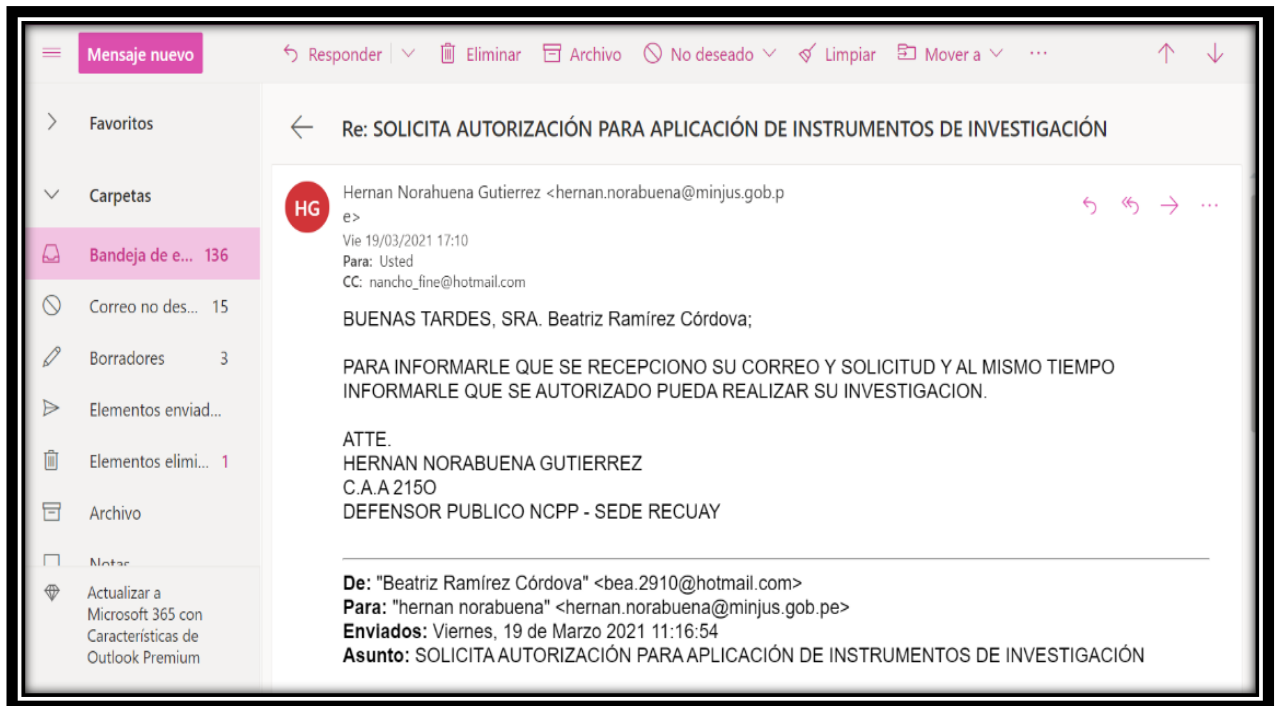 Mensaje nuevo
Responder
Eliminar
Archivo
No deseado
Limpiar
Mover a
Favoritos
Carpetas
Bandeja de e... 136
Correo no des... 15
Borradores 3
Elementos enviad...
Elementos elimi... 1
Archivo
Notas
Actualizar a
Microsoft 365 con
Características de
Outlook Premium
Re: SOLICITA AUTORIZACIÓN PARA APLICACIÓN DE INSTRUMENTOS DE INVESTIGACIÓN
HG
Hernan Norahuena Gutierrez <hernan.norabuena@minjus.gob.p
e>
Vie 19/03/2021 17:10
Para: Usted
CC: nancho_fine@hotmail.com
BUENAS TARDES, SRA. Beatriz Ramírez Córdova;
PARA INFORMARLE QUE SE RECEPCIONO SU CORREO Y SOLICITUD Y AL MISMO TIEMPO
INFORMARLE QUE SE AUTORIZADO PUEDA REALIZAR SU INVESTIGACION.
ATTE.
HERNAN NORABUENA GUTIERREZ
C.A.A 215O
DEFENSOR PUBLICO NCPP - SEDE RECUAY
De: "Beatriz Ramírez Córdova" <bea.2910@hotmail.com>
Para: "hernan norabuena" <hernan.norabuena@minjus.gob.pe>
Enviados: Viernes, 19 de Marzo 2021 11:16:54
Asunto: SOLICITA AUTORIZACIÓN PARA APLICACIÓN DE INSTRUMENTOS DE INVESTIGACIÓN